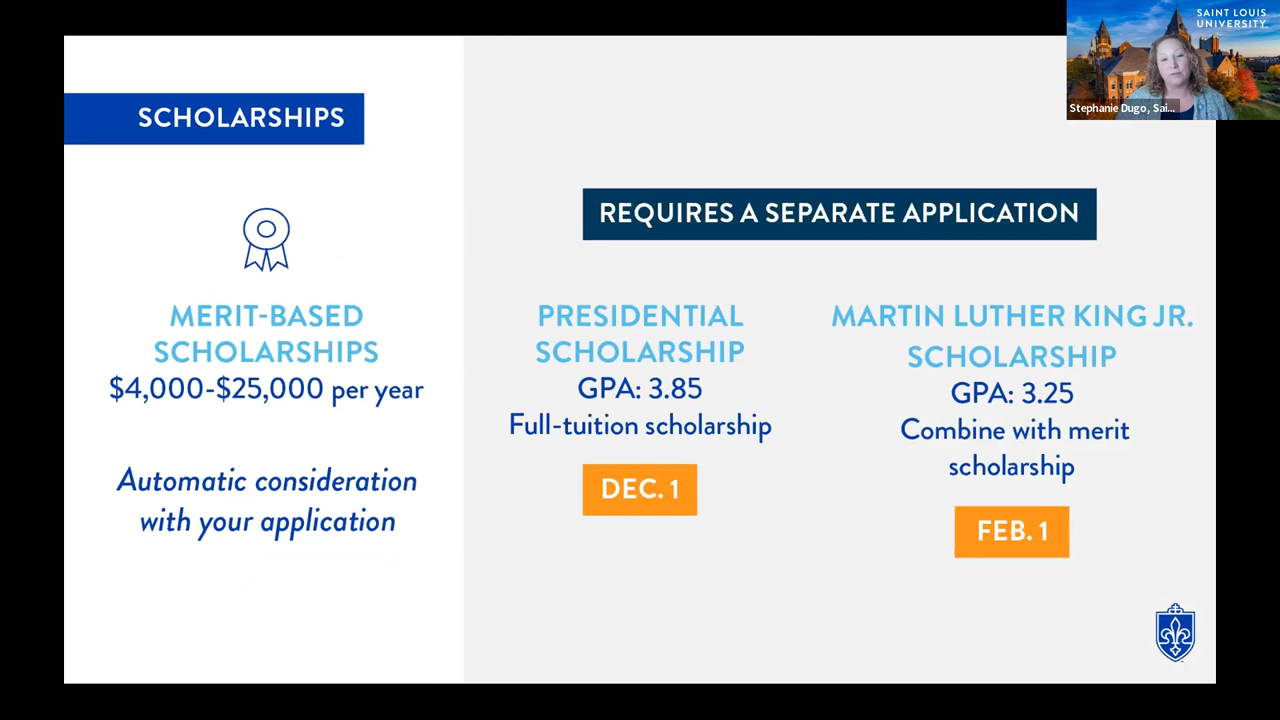 SAINT LOUIS
UNIVERSITY
Stephanie Dugo, Sai...
SCHOLARSHIPS
MERIT-BASED
SCHOLARSHIPS
$4,000-$25,000 per year
Automatic consideration
with your application
REQUIRES A SEPARATE APPLICATION
PRESIDENTIAL
SCHOLARSHIP
GPA: 3.85
Full-tuition scholarship
DEC. 1
MARTIN LUTHER KING JR.
SCHOLARSHIP
GPA: 3.25
Combine with merit
scholarship
FEB. 1